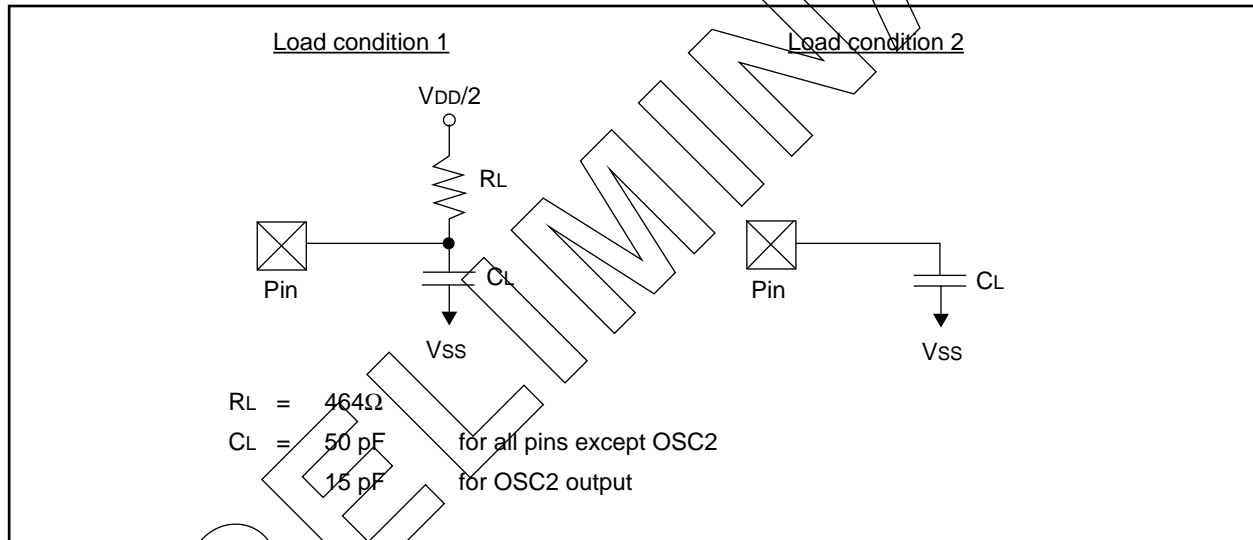 Load condition 1
Load condition 2
VDD/2
RL
CL
Pin
VSS
Pin
CL
VSS
RL = 464Ω
CL = 50 pF for all pins except OSC2
15 pF for OSC2 output